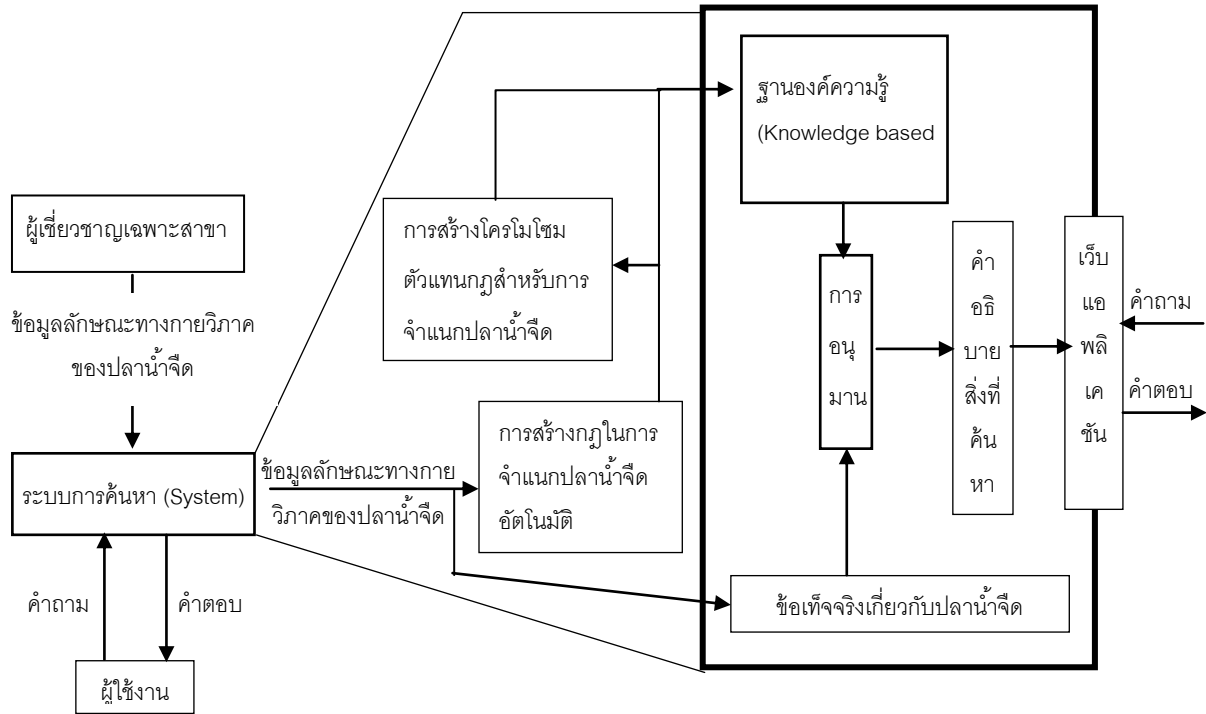 ผู้เชี่ยวชาญเฉพาะสาขา
ข้อมูลลักษณะทางกายวิภาค
ของปลาน้ำจืด
ระบบการค้นหา (System)
คำถาม
คำตอบ
ผู้ใช้งาน
ข้อมูลลักษณะทางกาย
วิภาคของปลาน้ำจืด
การสร้างโครโมโซม
ตัวแทนกฎสำหรับการ
จำแนกปลาน้ำจืด
การสร้างกฎในการ
จำแนกปลาน้ำจืด
อัตโนมัติ
ฐานองค์ความรู้
(Knowledge based
การ
อนุ
มาน
ข้อเท็จจริงเกี่ยวกับปลาน้ำจืด
คำ
อธิ
บาย
สิ่งที่
ค้น
หา
เว็บ
แอ
พลิ
เค
ชัน
คำถาม
คำตอบ